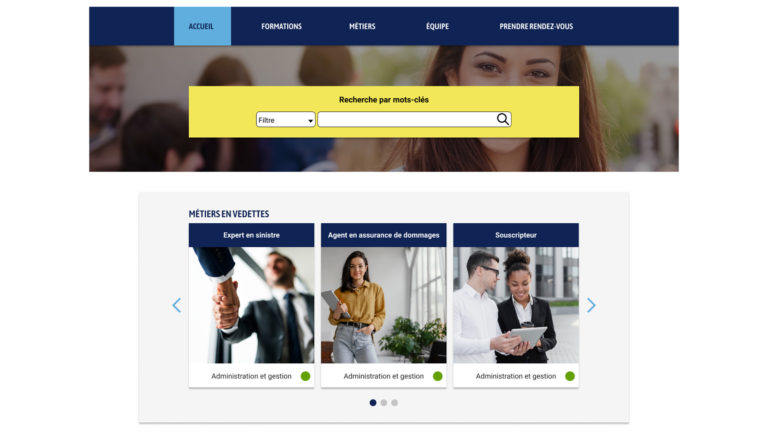 ACCUEIL
FORMATIONS
MÉTIERS
ÉQUIPE
PRENDRE RENDEZ-VOUS
Recherche par mots-clés
Filtre
MÉTIERS EN VEDETTES
Expert en sinistre
Agent en assurance de dommages
Souscripteur
Administration et gestion
Administration et gestion
Administration et gestion